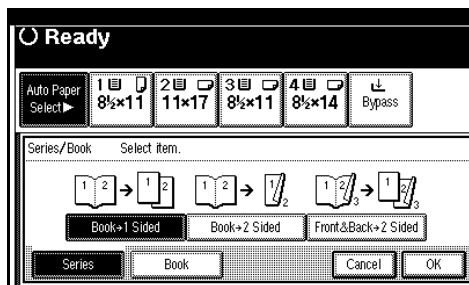 Ready
Auto Paper Select▶
1 8½×11
2 11×17
3 8½×11
4 8½×14
Bypass
Series/Book Select item.
1 2 → 1 2
1 2 → 1 2
1 2 3 → 1 2 3
Book→1 Sided
Book→2 Sided
Front&Back→2 Sided
Series
Book
Cancel
OK